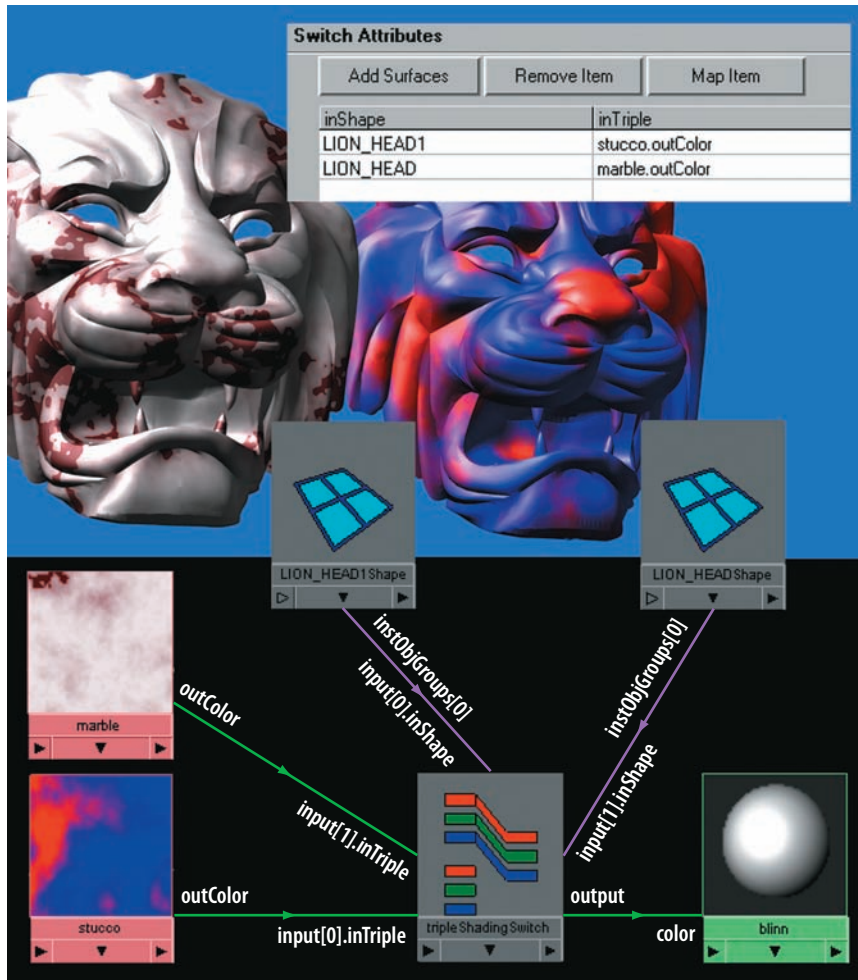 Switch Attributes
Add Surfaces Remove Item Map Item
inShape inTriple
LION_HEAD1 stucco.outColor
LION_HEAD marble.outColor
LION_HEAD1Shape
LION_HEADShape
instObjGroups[0]
input[0].inShape
instObjGroups[0]
input[1].inShape
marble
outColor
input[1].inTriple
stucco
outColor
input[0].inTriple
tripleShadingSwitch
output
color
blinn